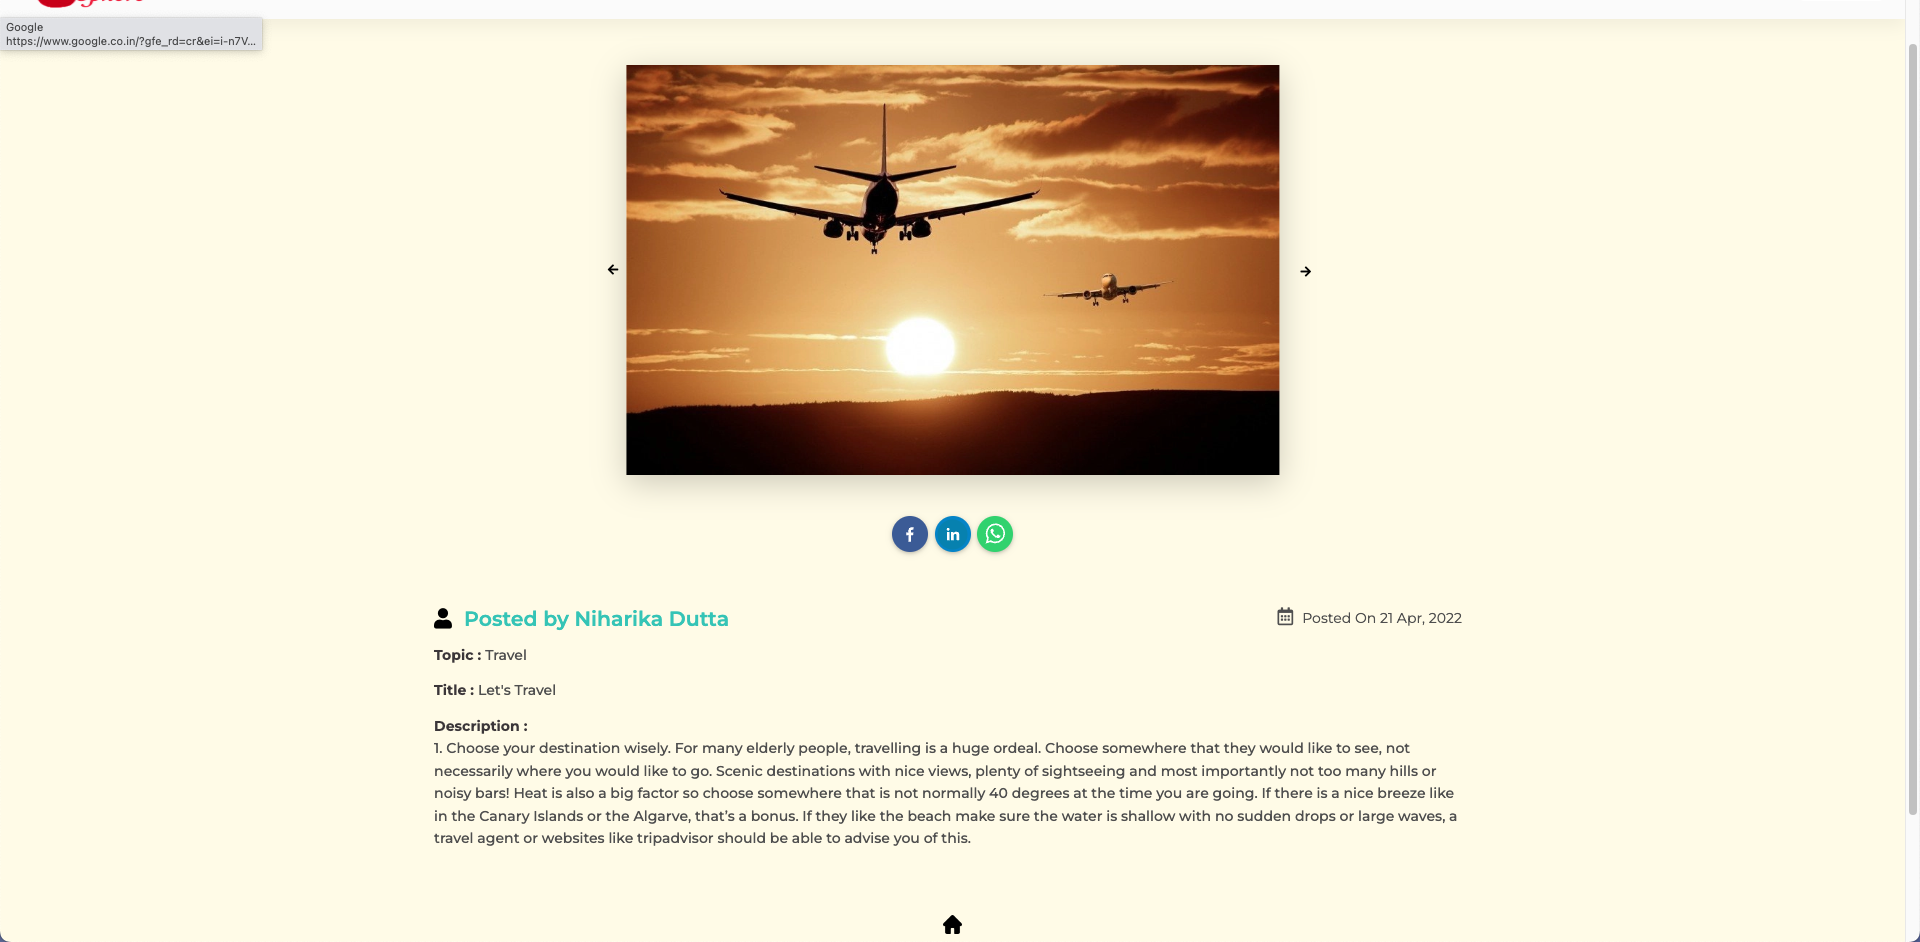 Google
https://www.google.co.in/?gfe_rd=cr&ei=i-n7V...
in
Posted by Niharika Dutta
Posted On 21 Apr, 2022
Topic : Travel
Title : Let's Travel
Description :
1. Choose your destination wisely. For many elderly people, travelling is a huge ordeal. Choose somewhere that they would like to see, not
necessarily where you would like to go. Scenic destinations with nice views, plenty of sightseeing and most importantly not too many hills or
noisy bars! Heat is also a big factor so choose somewhere that is not normally 40 degrees at the time you are going. If there is a nice breeze like
in the Canary Islands or the Algarve, that's a bonus. If they like the beach make sure the water is shallow with no sudden drops or large waves, a
travel agent or websites like tripadvisor should be able to advise you of this.